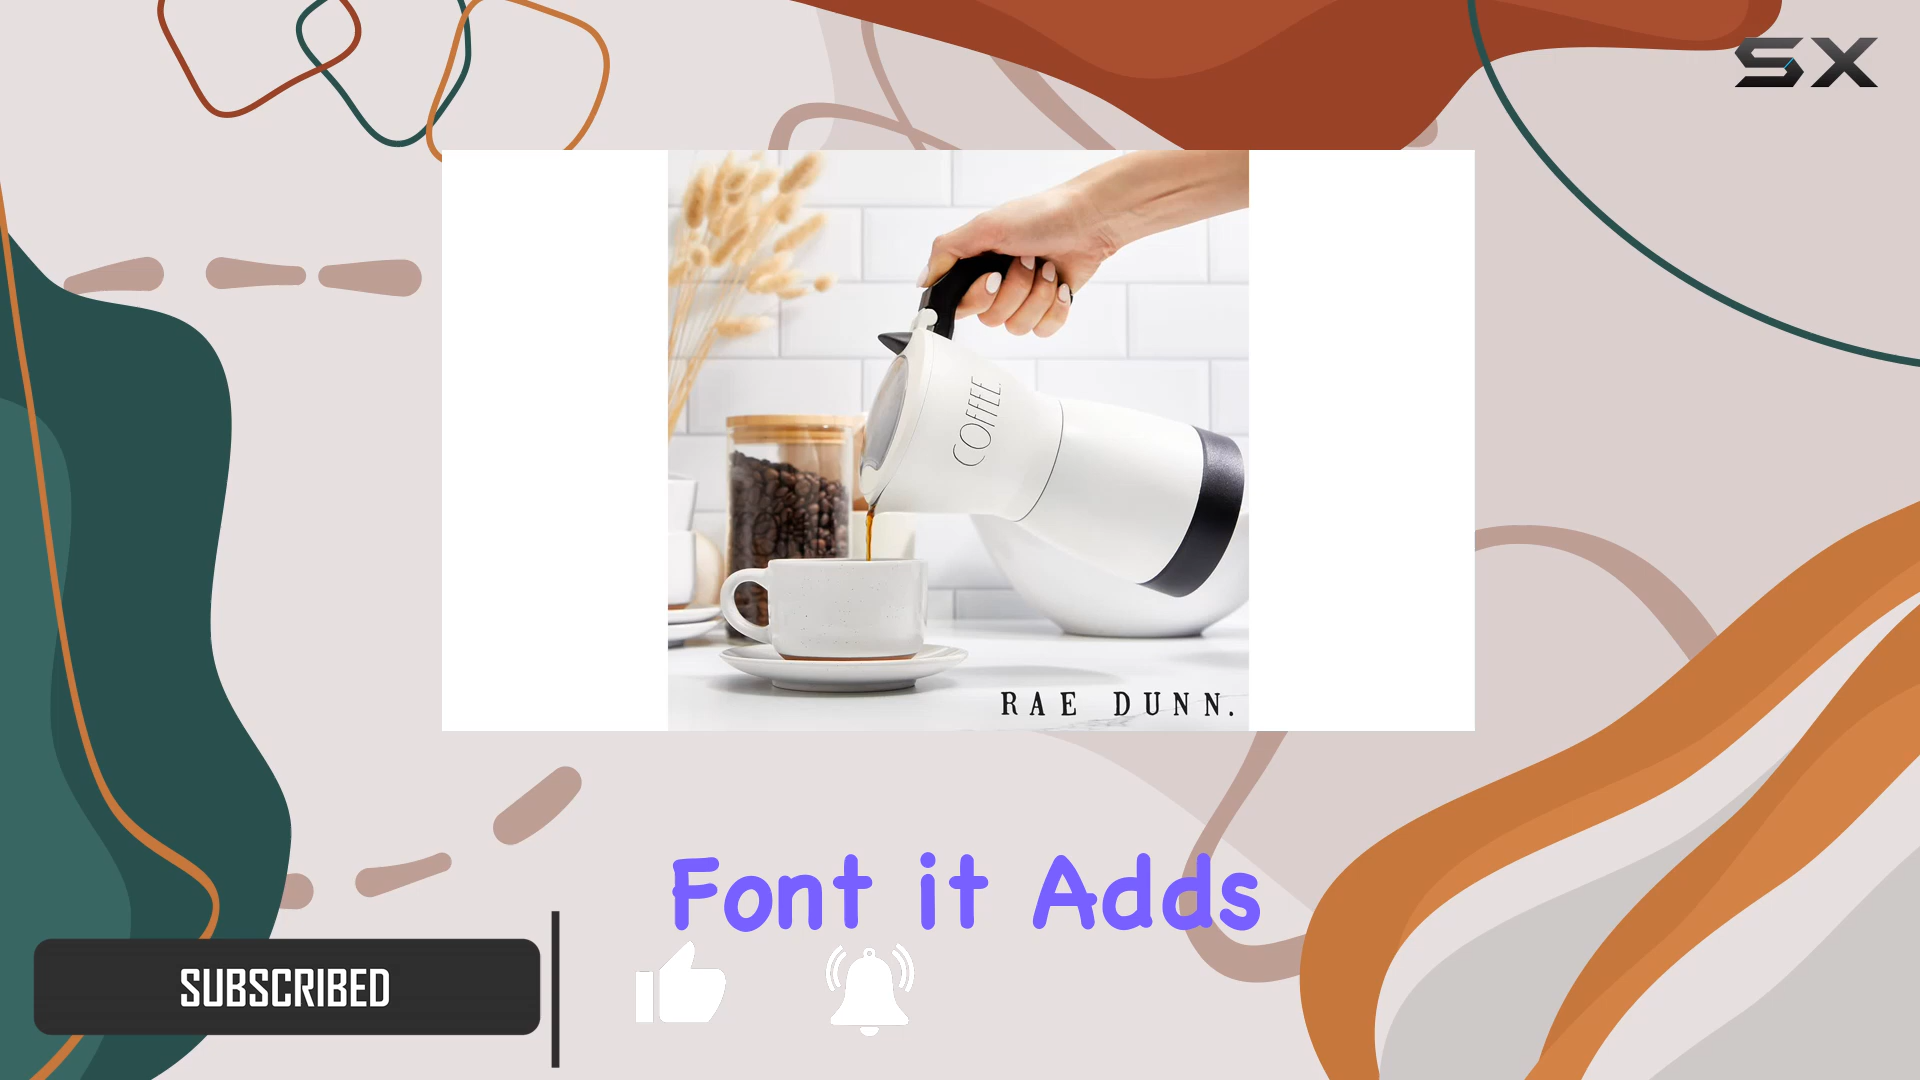 SX
COFFEE
RAE DUNN.
Font it Adds
SUBSCRIBED